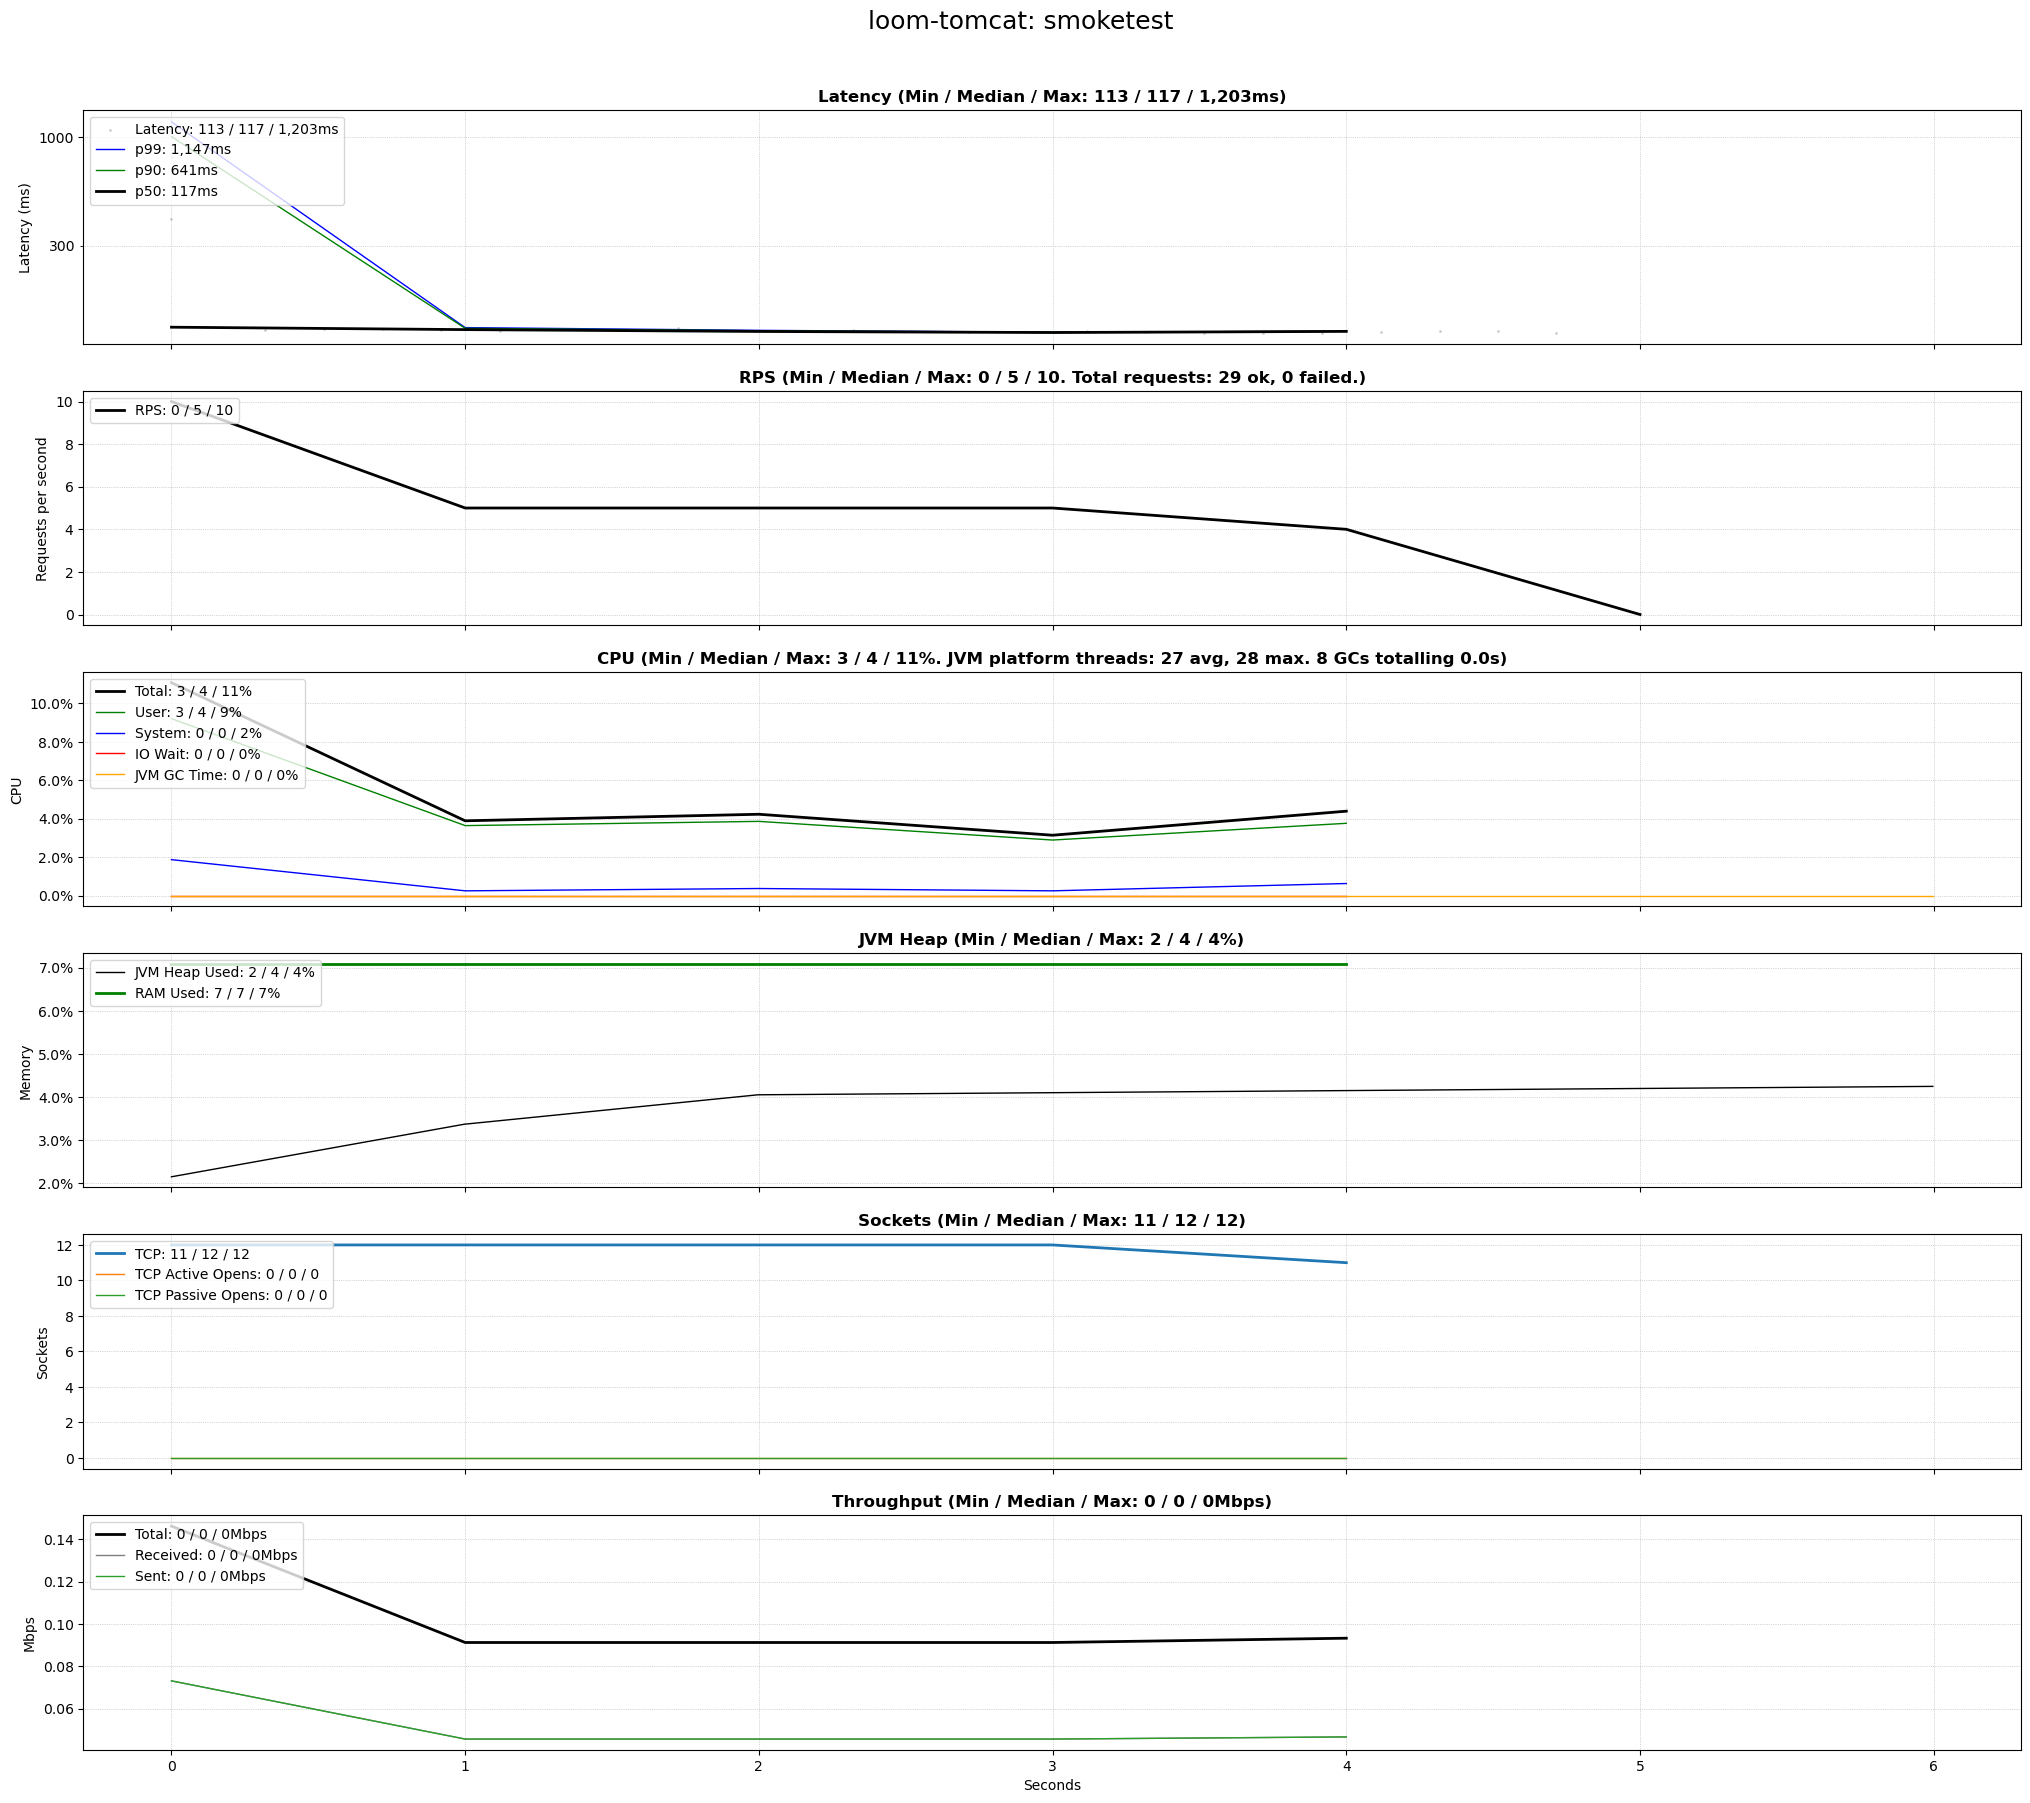 loom-tomcat: smoketest
Latency (Min / Median / Max: 113 / 117 / 1,203ms)
Latency: 113 / 117 / 1,203ms
p99: 1,147ms
p90: 641ms
p50: 117ms
1000
300
Latency (ms)
RPS (Min / Median / Max: 0 / 5 / 10. Total requests: 29 ok, 0 failed.)
RPS: 0 / 5 / 10
10
8
6
4
2
0
Requests per second
CPU (Min / Median / Max: 3 / 4 / 11%. JVM platform threads: 27 avg, 28 max. 8 GCs totalling 0.0s)
Total: 3 / 4 / 11%
User: 3 / 4 / 9%
System: 0 / 0 / 2%
IO Wait: 0 / 0 / 0%
JVM GC Time: 0 / 0 / 0%
10.0%
8.0%
6.0%
4.0%
2.0%
0.0%
CPU
JVM Heap (Min / Median / Max: 2 / 4 / 4%)
JVM Heap Used: 2 / 4 / 4%
RAM Used: 7 / 7 / 7%
7.0%
6.0%
5.0%
4.0%
3.0%
2.0%
Memory
Sockets (Min / Median / Max: 11 / 12 / 12)
TCP: 11 / 12 / 12
TCP Active Opens: 0 / 0 / 0
TCP Passive Opens: 0 / 0 / 0
12
10
8
6
4
2
0
Sockets
Throughput (Min / Median / Max: 0 / 0 / 0Mbps)
Total: 0 / 0 / 0Mbps
Received: 0 / 0 / 0Mbps
Sent: 0 / 0 / 0Mbps
0.14
0.12
0.10
0.08
0.06
Mbps
0 1 2 3 4 5 6
Seconds